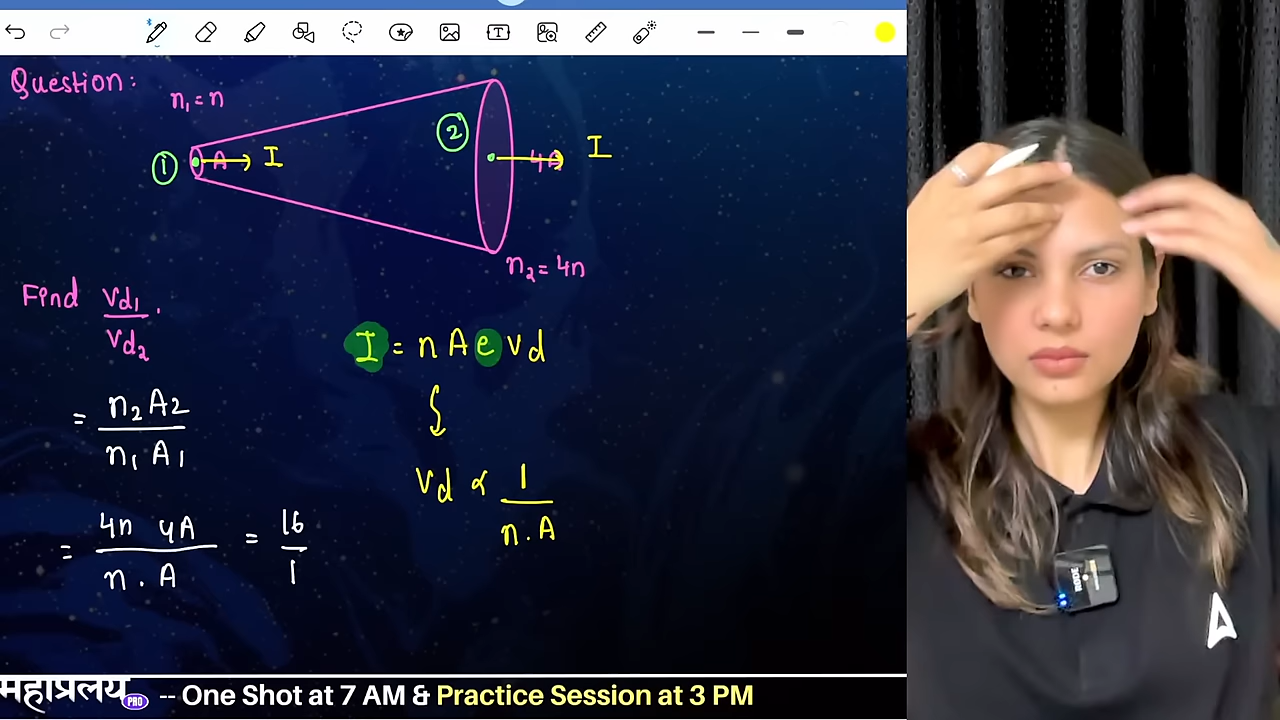 Question:
n₁ = n
① A → I
② 4A → I
n₂ = 4n
Find Vd₁ / Vd₂ .
I = n A e Vd
= n₂ A₂ / n₁ A₁
Vd ∝ 1 / n . A
= 4n 4A / n . A = 16 / 1
महाप्रलय PRO -- One Shot at 7 AM & Practice Session at 3 PM